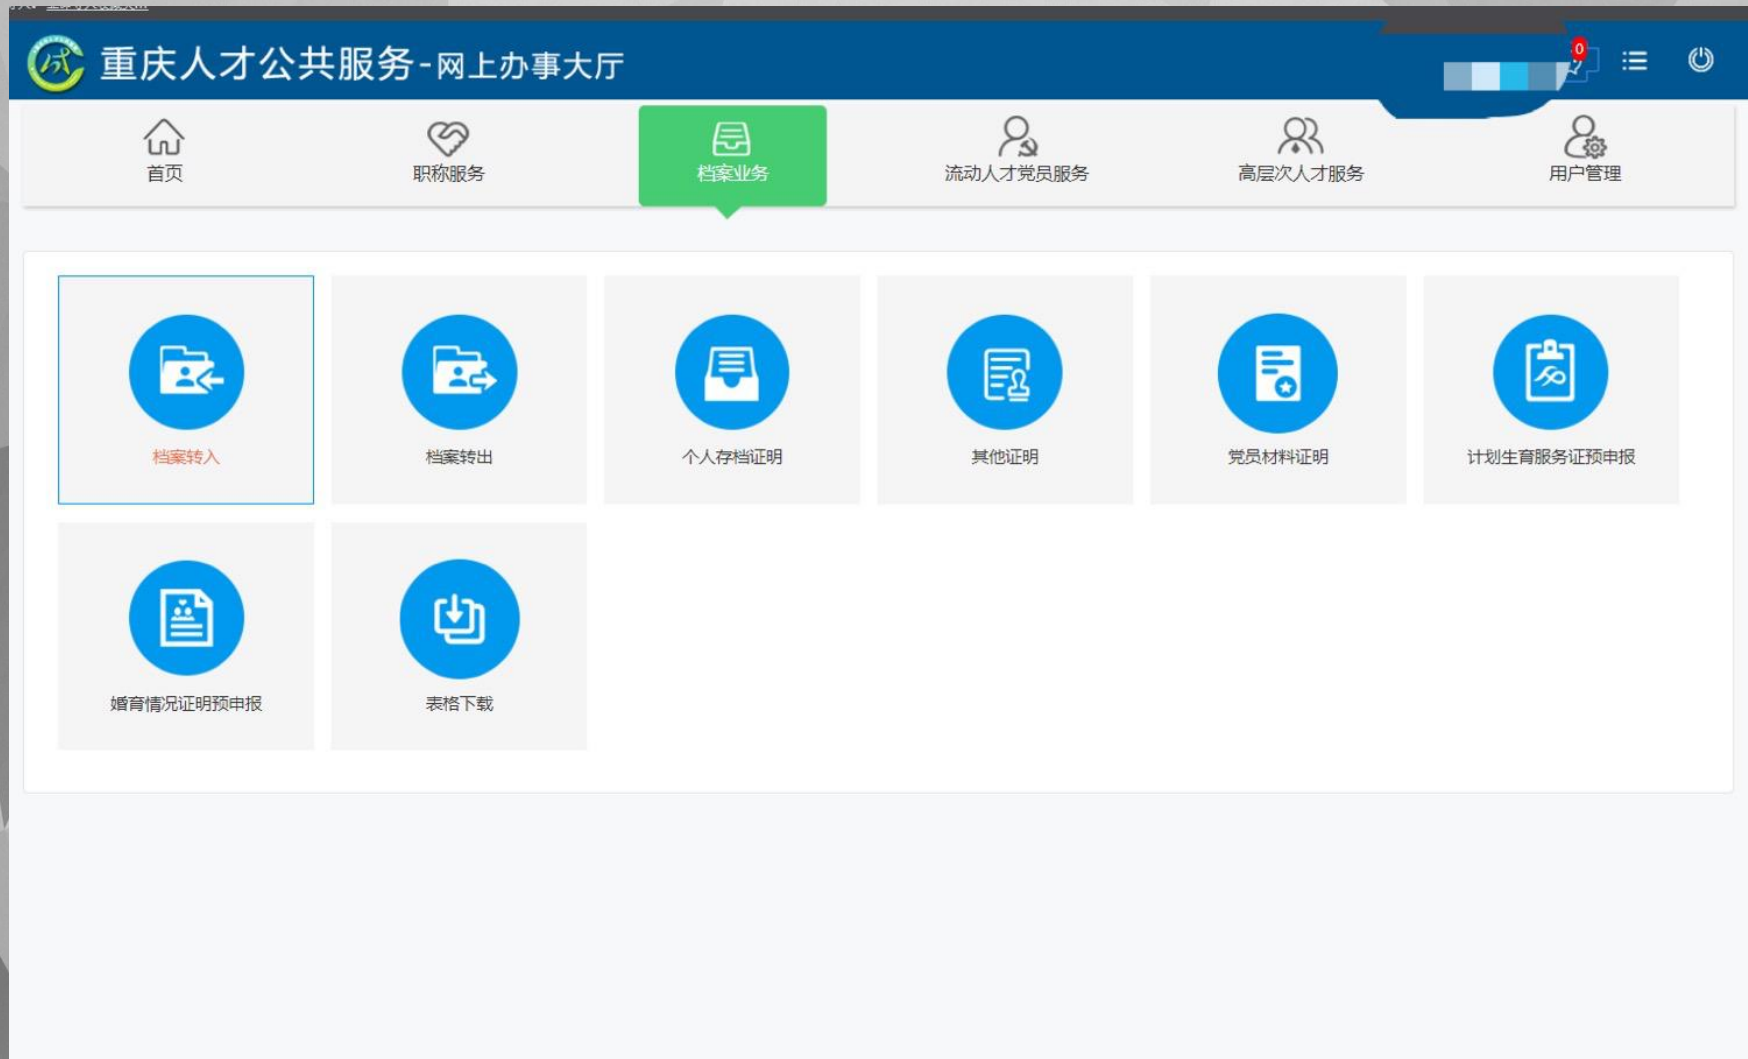 重庆人才公共服务-网上办事大厅
0
首页
职称服务
档案业务
流动人才党员服务
高层次人才服务
用户管理
档案转入
档案转出
个人存档证明
其他证明
党员材料证明
计划生育服务证预申报
婚育情况证明预申报
表格下载